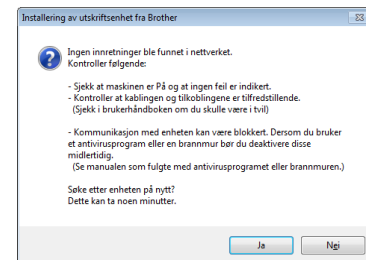 Installering av utskriftsenhet fra Brother
Ingen innretninger ble funnet i nettverket.
Kontroller følgende:
- Sjekk at maskinen er På og at ingen feil er indikert.
- Kontroller at kablingen og tilkoblingene er tilfredstillende.
(Sjekk i brukerhåndboken om du skulle være i tvil)
- Kommunikasjon med enheten kan være blokkert. Dersom du bruker
et antivirusprogram eller en brannmur bør du deaktivere disse
midlertidig.
(Se manualen som fulgte med antivirusprogramet eller brannmuren.)
Søke etter enheten på nytt?
Dette kan ta noen minutter.
Ja
Nei